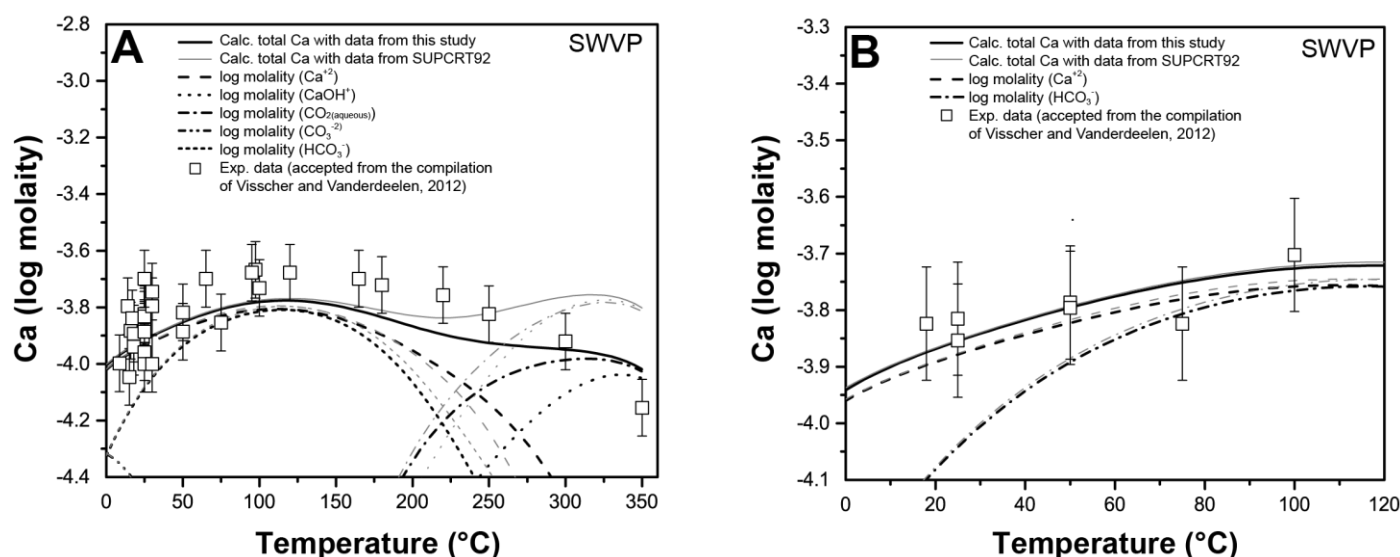 A
SWVP
Calc. total Ca with data from this study
Calc. total Ca with data from SUPCRT92
log molality (Ca⁺²)
log molality (CaOH⁺)
log molality (CO₂₍aqueous₎)
log molality (CO₃⁻²)
log molality (HCO₃⁻)
Exp. data (accepted from the compilation
of Visscher and Vanderdeelen, 2012)
Ca (log molaity)
-2.8
-3.0
-3.2
-3.4
-3.6
-3.8
-4.0
-4.2
-4.4
0 50 100 150 200 250 300 350
Temperature (°C)
B
SWVP
Calc. total Ca with data from this study
Calc. total Ca with data from SUPCRT92
log molality (Ca⁺²)
log molality (HCO₃⁻)
Exp. data (accepted from the compilation
of Visscher and Vanderdeelen, 2012)
Ca (log molaity)
-3.3
-3.4
-3.5
-3.6
-3.7
-3.8
-3.9
-4.0
-4.1
0 20 40 60 80 100 120
Temperature (°C)